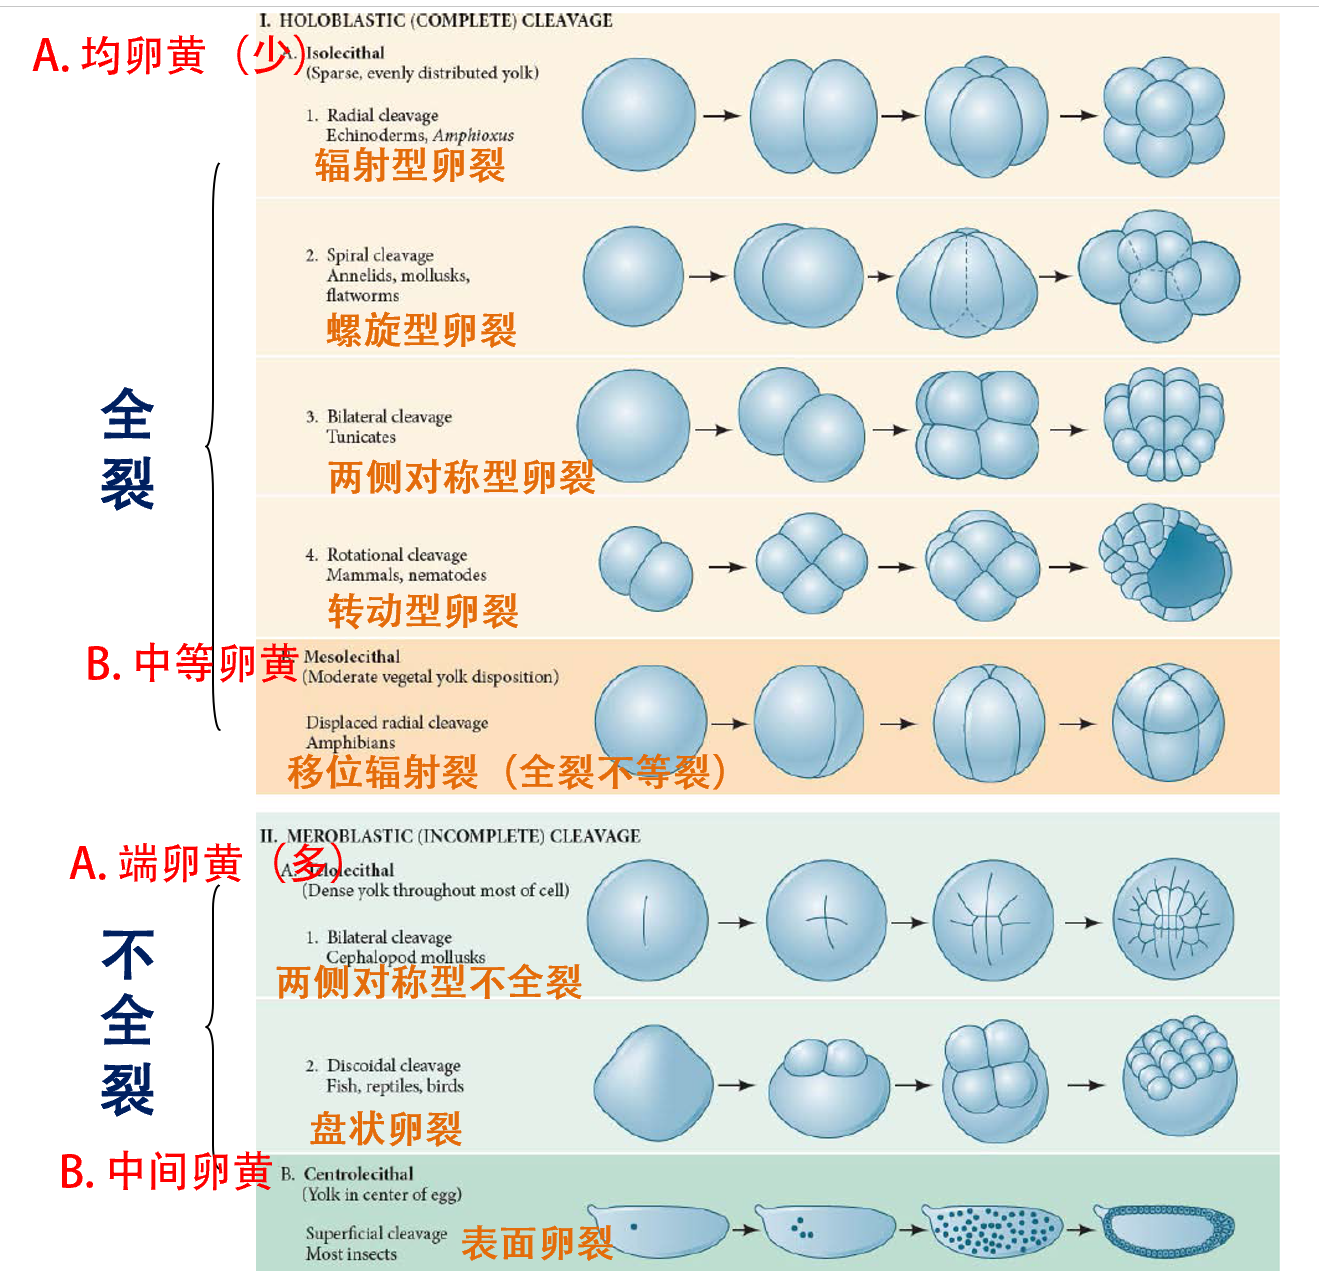 I. HOLOBLASTIC (COMPLETE) CLEAVAGE
A. 均卵黄（少）
A. Isolecithal
(Sparse, evenly distributed yolk)
1. Radial cleavage
Echinoderms, Amphioxus
辐射型卵裂
2. Spiral cleavage
Annelids, mollusks,
flatworms
螺旋型卵裂
全裂
3. Bilateral cleavage
Tunicates
两侧对称型卵裂
4. Rotational cleavage
Mammals, nematodes
转动型卵裂
B. 中等卵黄
Mesolecithal
(Moderate vegetal yolk disposition)
Displaced radial cleavage
Amphibians
移位辐射裂（全裂不等裂）
II. MEROBLASTIC (INCOMPLETE) CLEAVAGE
A. 端卵黄（多）
A. Telolecithal
(Dense yolk throughout most of cell)
1. Bilateral cleavage
Cephalopod mollusks
两侧对称型不全裂
不全裂
2. Discoidal cleavage
Fish, reptiles, birds
盘状卵裂
B. 中间卵黄
B. Centrolecithal
(Yolk in center of egg)
Superficial cleavage
Most insects
表面卵裂